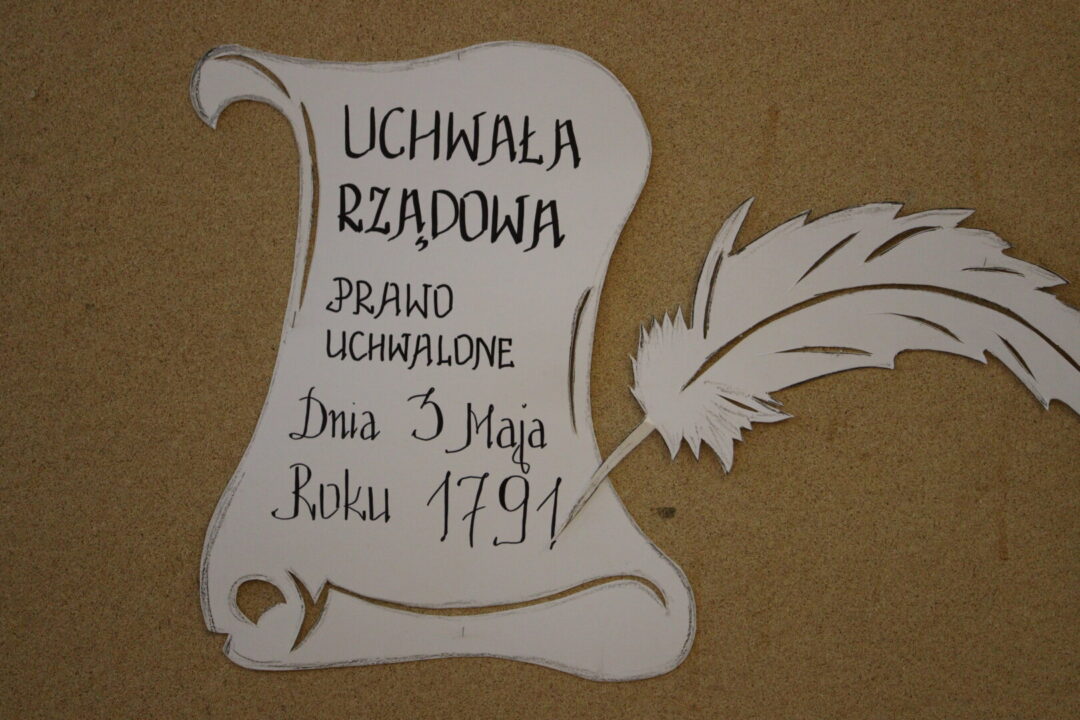 UCHWAŁA
RZĄDOWA
PRAWO
UCHWALONE
Dnia 3 Maja
Roku 1791